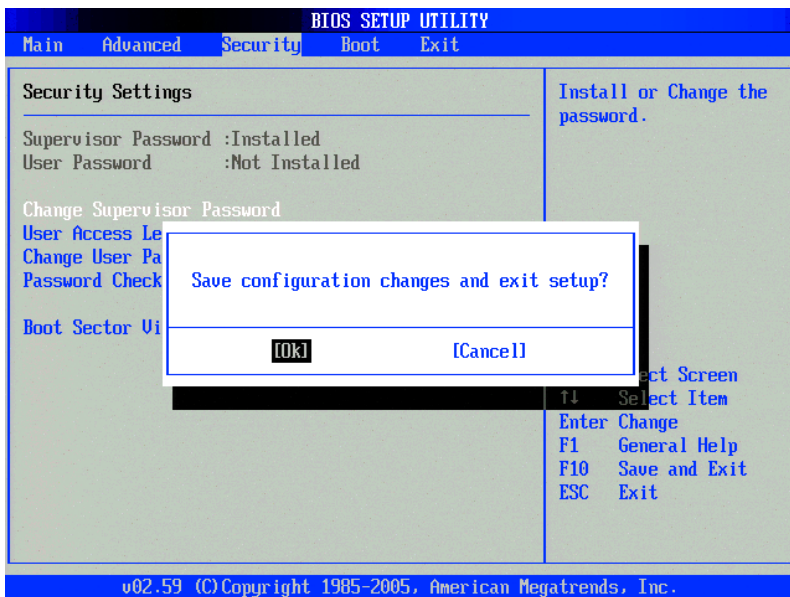 BIOS SETUP UTILITY
Main Advanced Security Boot Exit
Security Settings
Supervisor Password :Installed
User Password :Not Installed
Change Supervisor Password
User Access Le
Change User Pa
Password Check
Boot Sector Vi
Save configuration changes and exit setup?
[Ok] [Cancel]
Install or Change the
password.
ect Screen
↑↓ Select Item
Enter Change
F1 General Help
F10 Save and Exit
ESC Exit
v02.59 (C)Copyright 1985-2005, American Megatrends, Inc.